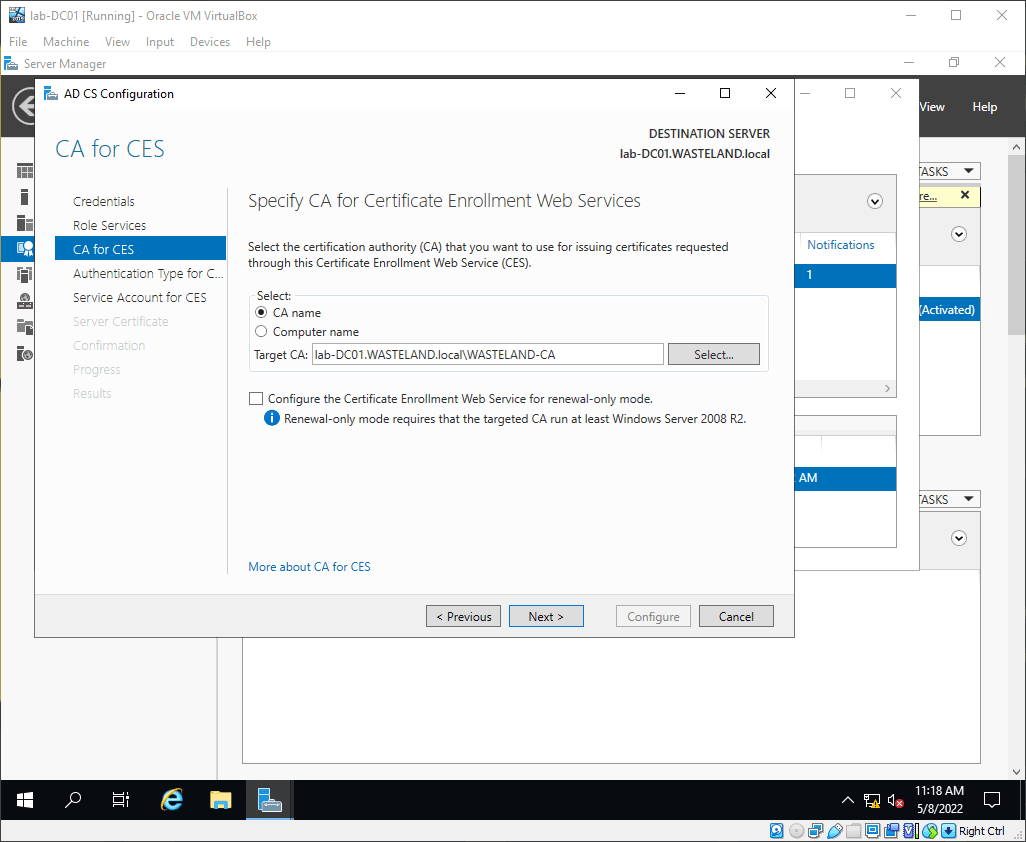 lab-DC01 [Running] - Oracle VM VirtualBox
File Machine View Input Devices Help
Server Manager
AD CS Configuration
View Help
CA for CES
DESTINATION SERVER
lab-DC01.WASTELAND.local
Credentials
Role Services
CA for CES
Authentication Type for C...
Service Account for CES
Server Certificate
Confirmation
Progress
Results
Specify CA for Certificate Enrollment Web Services
Select the certification authority (CA) that you want to use for issuing certificates requested
through this Certificate Enrollment Web Service (CES).
Select:
CA name
Computer name
Target CA: lab-DC01.WASTELAND.local\WASTELAND-CA Select...
Configure the Certificate Enrollment Web Service for renewal-only mode.
Renewal-only mode requires that the targeted CA run at least Windows Server 2008 R2.
More about CA for CES
< Previous Next > Configure Cancel
Notifications
1
AM
TASKS
re...
(Activated)
TASKS
11:18 AM
5/8/2022
Right Ctrl